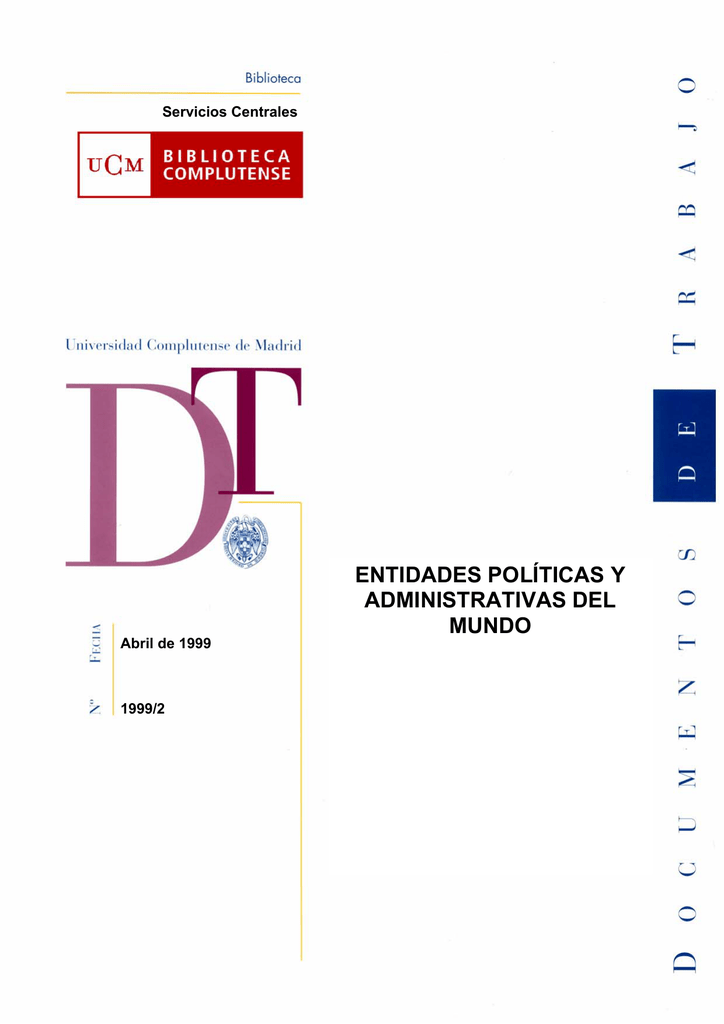 Biblioteca
Servicios Centrales
UCM
BIBLIOTECA
COMPLUTENSE
Universidad Complutense de Madrid
DT
ENTIDADES POLÍTICAS Y
ADMINISTRATIVAS DEL
MUNDO
FECHA
Abril de 1999
Nº
1999/2
DOCUMENTOS DE TRABAJO